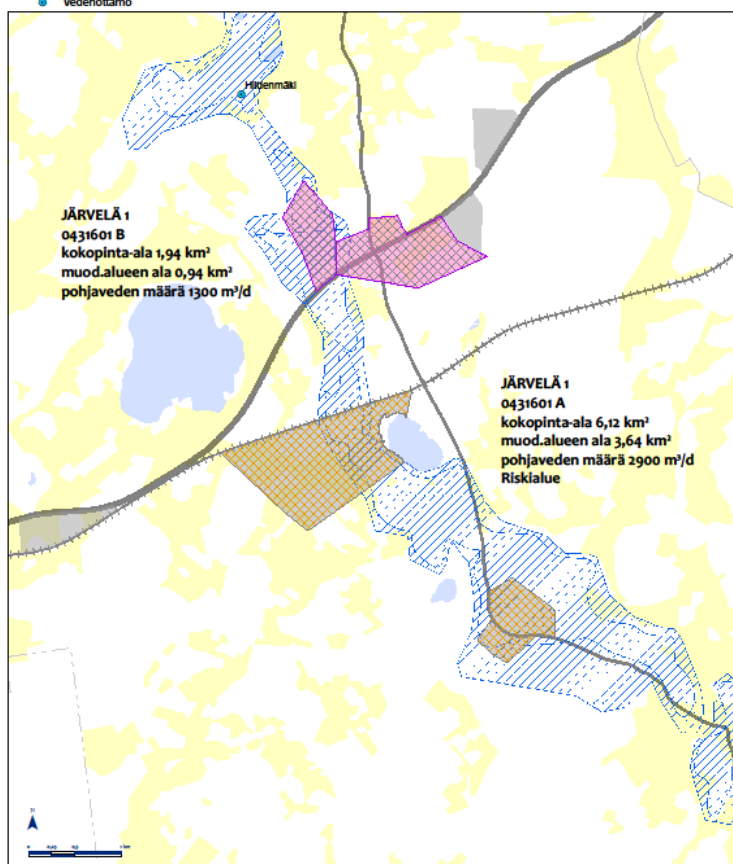 Vedenottamo
Hildenmäki
JÄRVELÄ 1
0431601 B
kokopinta-ala 1,94 km²
muod.alueen ala 0,94 km²
pohjaveden määrä 1300 m³/d
JÄRVELÄ 1
0431601 A
kokopinta-ala 6,12 km²
muod.alueen ala 3,64 km²
pohjaveden määrä 2900 m³/d
Riskialue